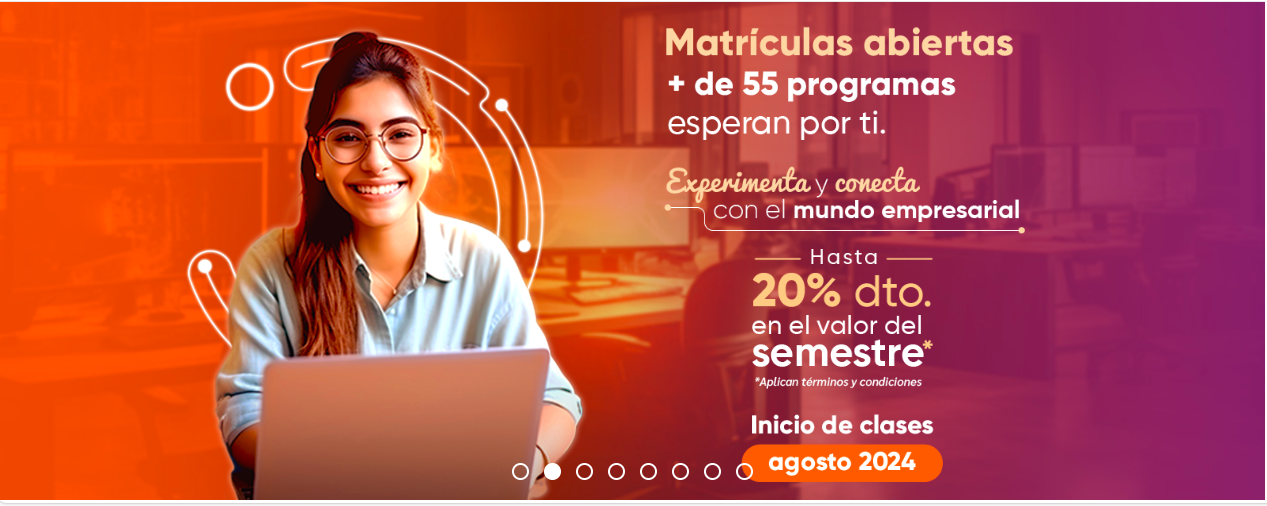 Matrículas abiertas
+ de 55 programas
esperan por ti.
Experimenta y conecta
con el mundo empresarial
Hasta
20% dto.
en el valor del
semestre*
*Aplican términos y condiciones
Inicio de clases
agosto 2024